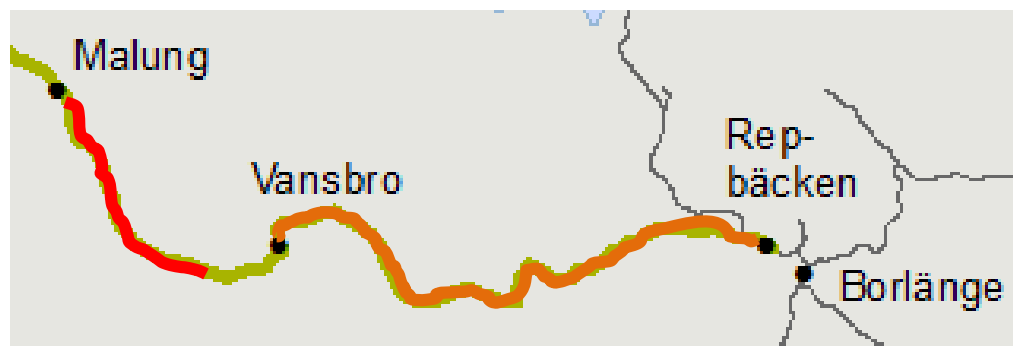 Malung
Vansbro
Rep-
bäcken
Borlänge